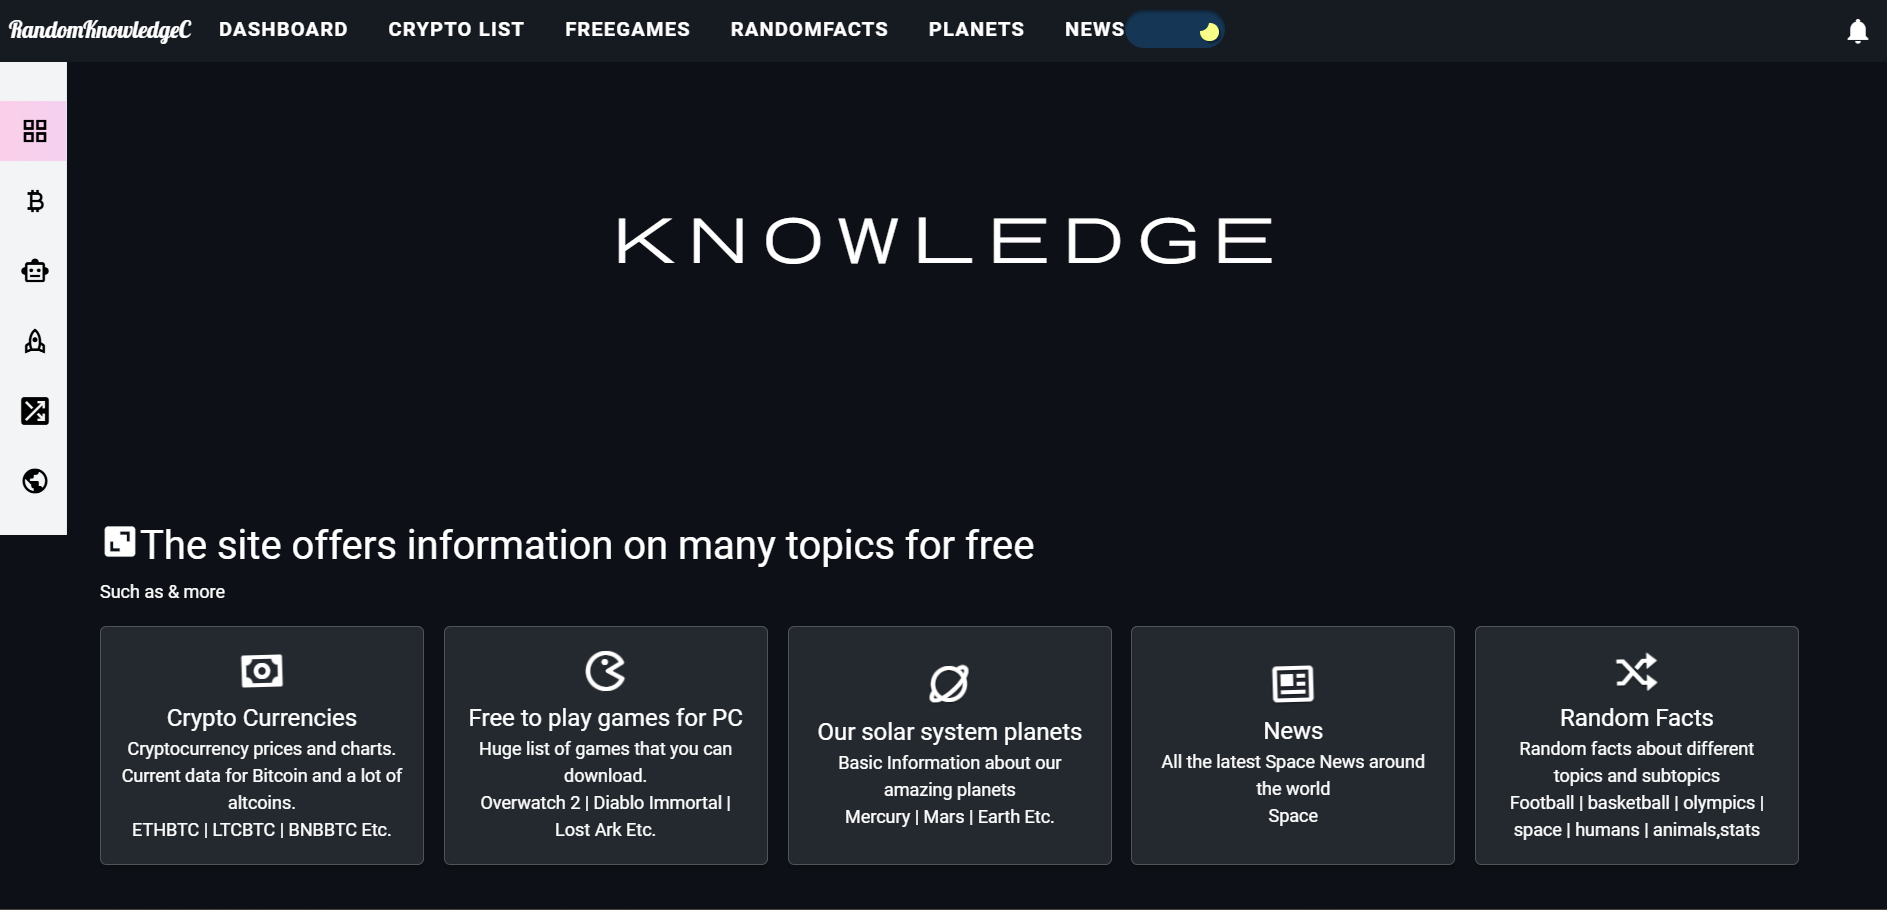 RandomKnowledgeC DASHBOARD CRYPTO LIST FREEGAMES RANDOMFACTS PLANETS NEWS
KNOWLEDGE
The site offers information on many topics for free
Such as & more
Crypto Currencies
Cryptocurrency prices and charts.
Current data for Bitcoin and a lot of
altcoins.
ETHBTC | LTCBTC | BNBBTC Etc.
Free to play games for PC
Huge list of games that you can
download.
Overwatch 2 | Diablo Immortal |
Lost Ark Etc.
Our solar system planets
Basic Information about our
amazing planets
Mercury | Mars | Earth Etc.
News
All the latest Space News around
the world
Space
Random Facts
Random facts about different
topics and subtopics
Football | basketball | olympics |
space | humans | animals,stats